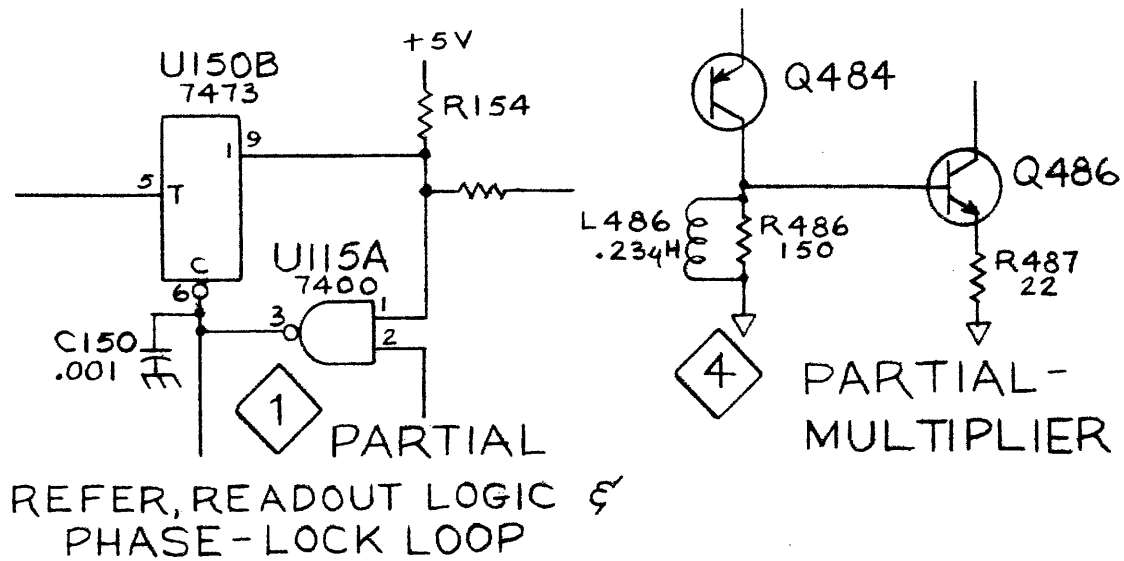 U150B
7473
+5V
R154
5
T
1
9
C
6
U115A
7400
3
1
2
C150
.001
1
PARTIAL
REFER, READOUT LOGIC &
PHASE-LOCK LOOP
Q484
Q486
L486
.234H
R486
150
R487
22
4
PARTIAL-
MULTIPLIER